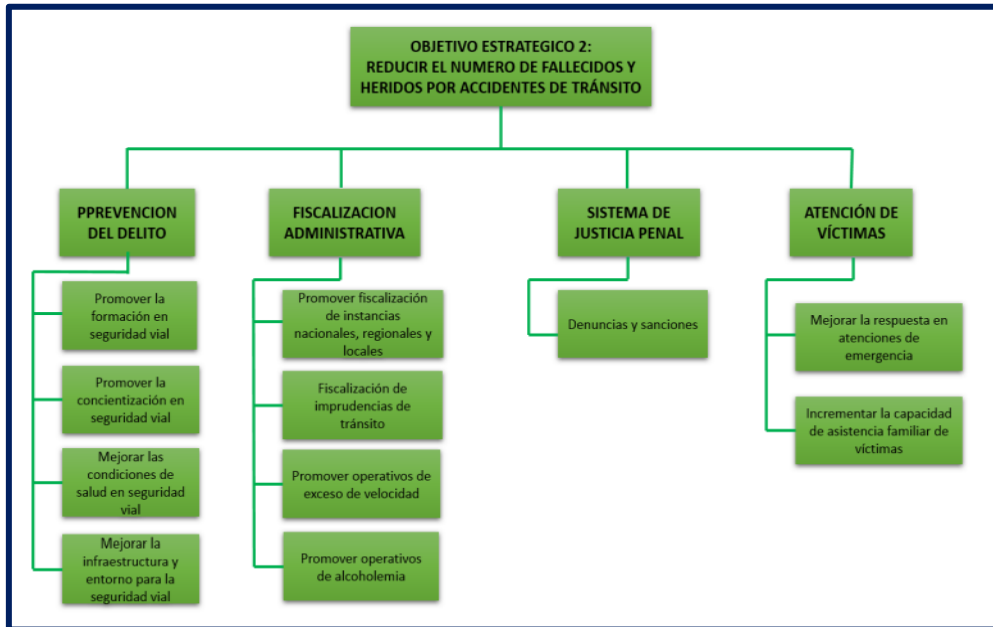 OBJETIVO ESTRATEGICO 2:
REDUCIR EL NUMERO DE FALLECIDOS Y
HERIDOS POR ACCIDENTES DE TRÁNSITO
PPREVENCION
DEL DELITO
Promover la
formación en
seguridad vial
Promover la
concientización en
seguridad vial
Mejorar las
condiciones de
salud en seguridad
vial
Mejorar la
infraestructura y
entorno para la
seguridad vial
FISCALIZACION
ADMINISTRATIVA
Promover fiscalización
de instancias
nacionales, regionales y
locales
Fiscalización de
imprudencias de
tránsito
Promover operativos de
exceso de velocidad
Promover operativos
de alcoholemia
SISTEMA DE
JUSTICIA PENAL
Denuncias y sanciones
ATENCIÓN DE
VÍCTIMAS
Mejorar la respuesta en
atenciones de
emergencia
Incrementar la capacidad
de asistencia familiar de
víctimas